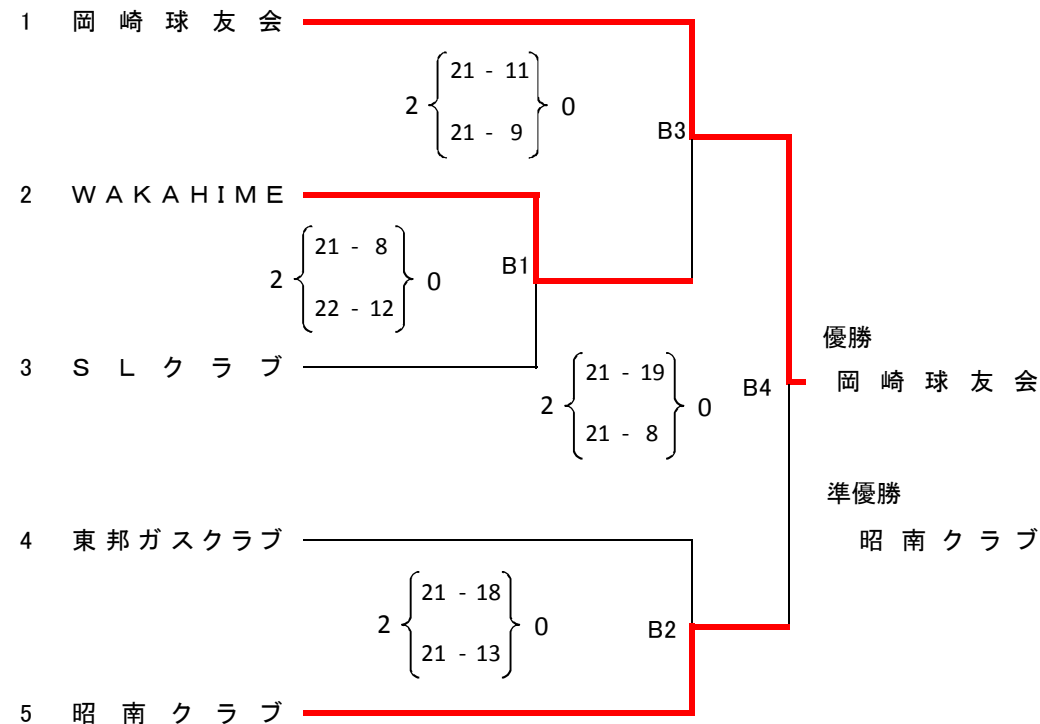 1 岡崎球友会
21 - 11
2 0 B3
21 - 9
2 WAKAHIME
21 - 8
2 0 B1
22 - 12
3 SLクラブ
優勝
21 - 19
2 0 B4 岡崎球友会
21 - 8
準優勝
4 東邦ガスクラブ 昭南クラブ
21 - 18
2 0 B2
21 - 13
5 昭南クラブ